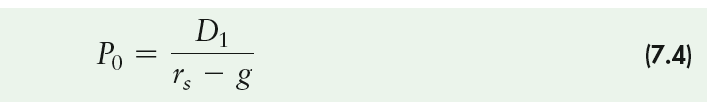 P₀ = D₁ / (rₛ − g) (7.4)